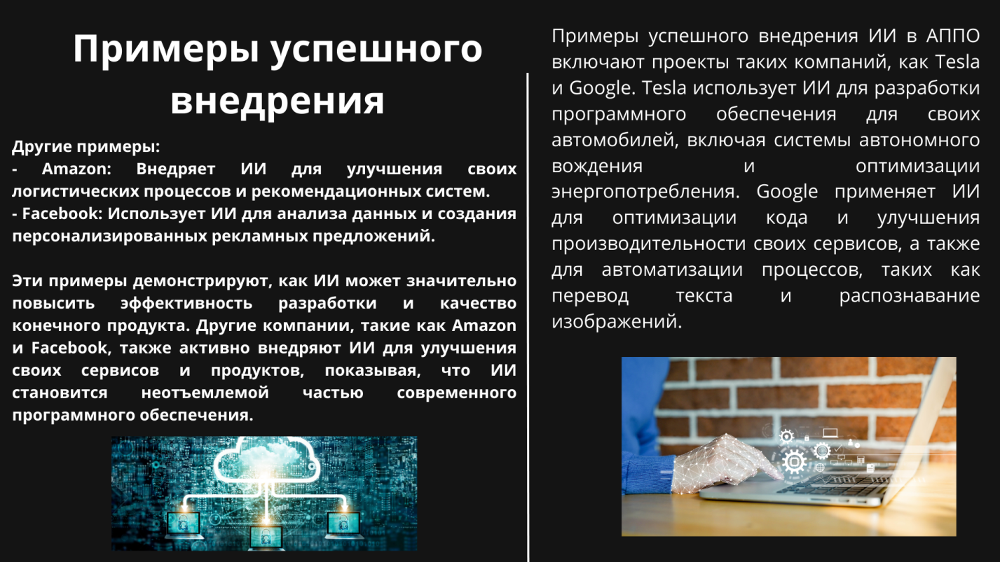 Примеры успешного
внедрения
Другие примеры:
- Amazon: Внедряет ИИ для улучшения своих
логистических процессов и рекомендационных систем.
- Facebook: Использует ИИ для анализа данных и создания
персонализированных рекламных предложений.
Эти примеры демонстрируют, как ИИ может значительно
повысить эффективность разработки и качество
конечного продукта. Другие компании, такие как Amazon
и Facebook, также активно внедряют ИИ для улучшения
своих сервисов и продуктов, показывая, что ИИ
становится неотъемлемой частью современного
программного обеспечения.
Примеры успешного внедрения ИИ в АППО
включают проекты таких компаний, как Tesla
и Google. Tesla использует ИИ для разработки
программного обеспечения для своих
автомобилей, включая системы автономного
вождения и оптимизации
энергопотребления. Google применяет ИИ
для оптимизации кода и улучшения
производительности своих сервисов, а также
для автоматизации процессов, таких как
перевод текста и распознавание
изображений.